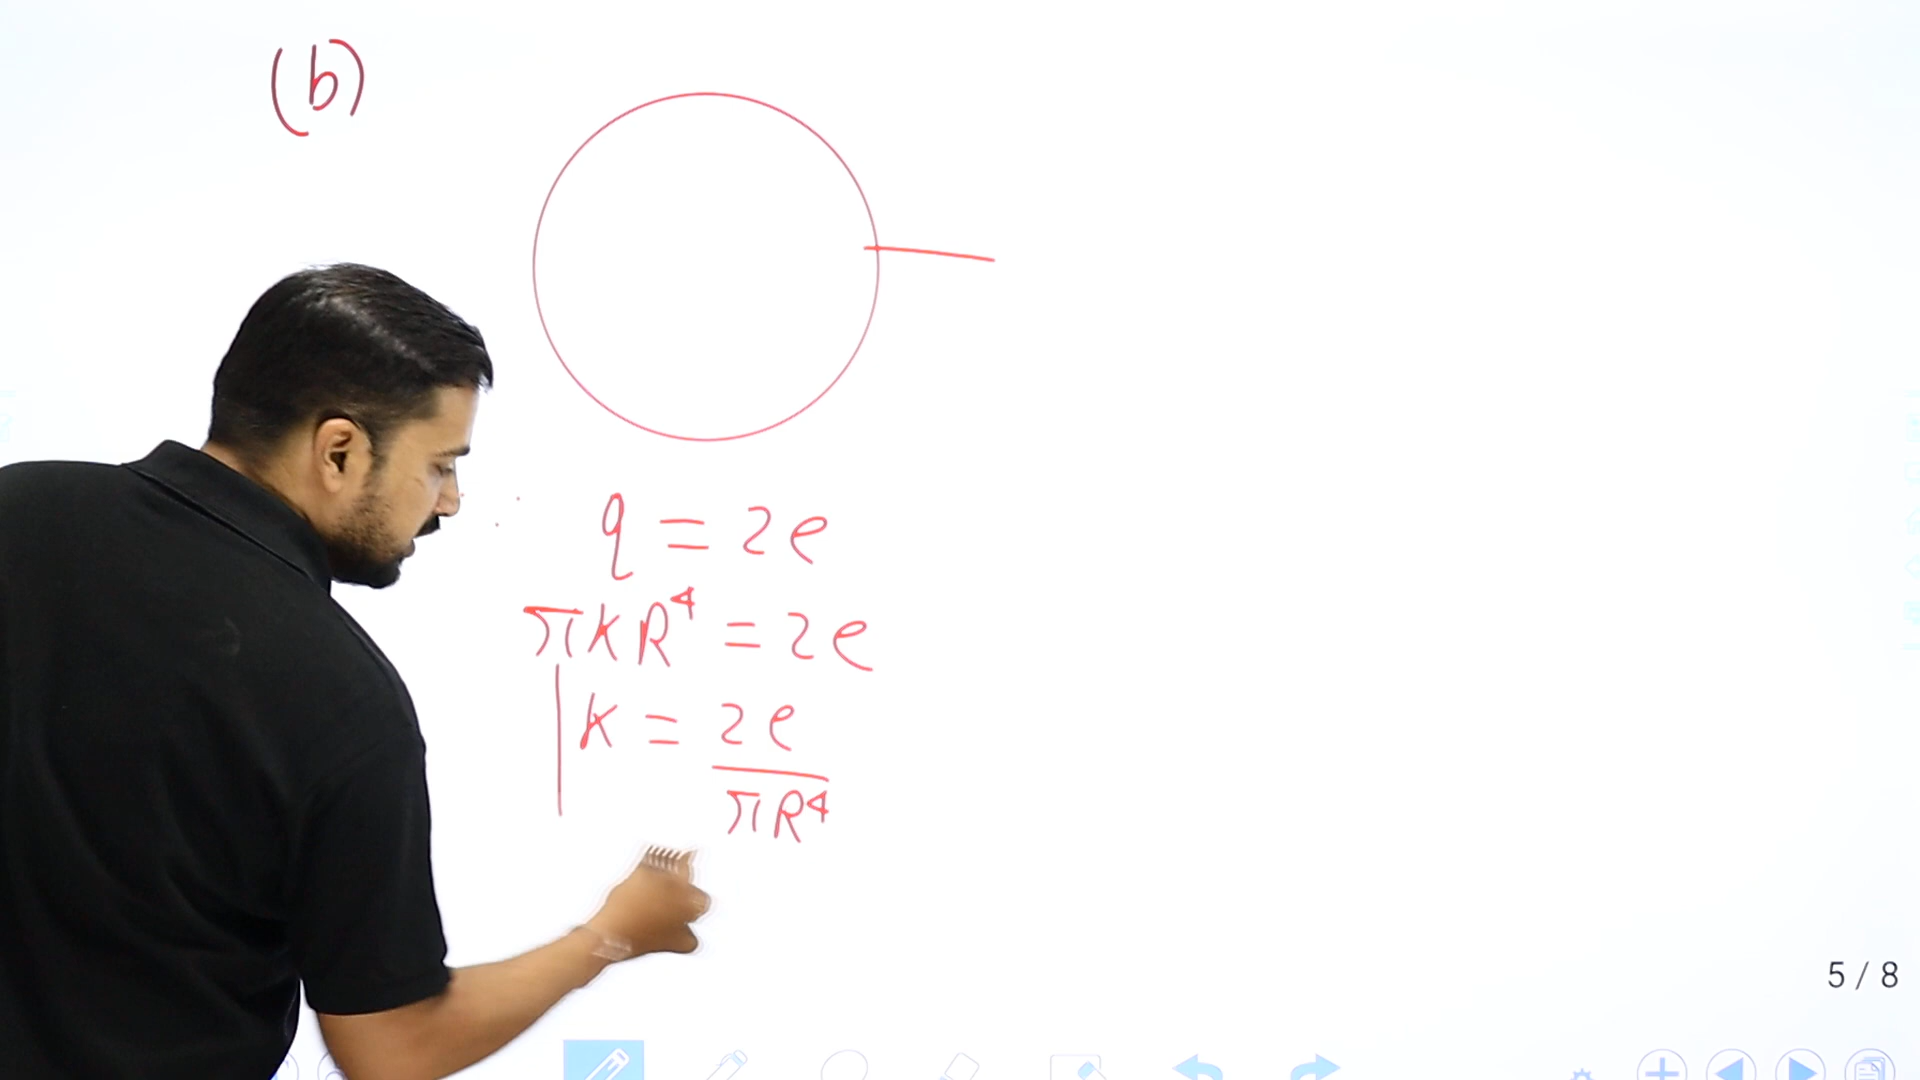 (b)
q = 2e
πKR⁴ = 2e
K = 2e
πR⁴
5 / 8